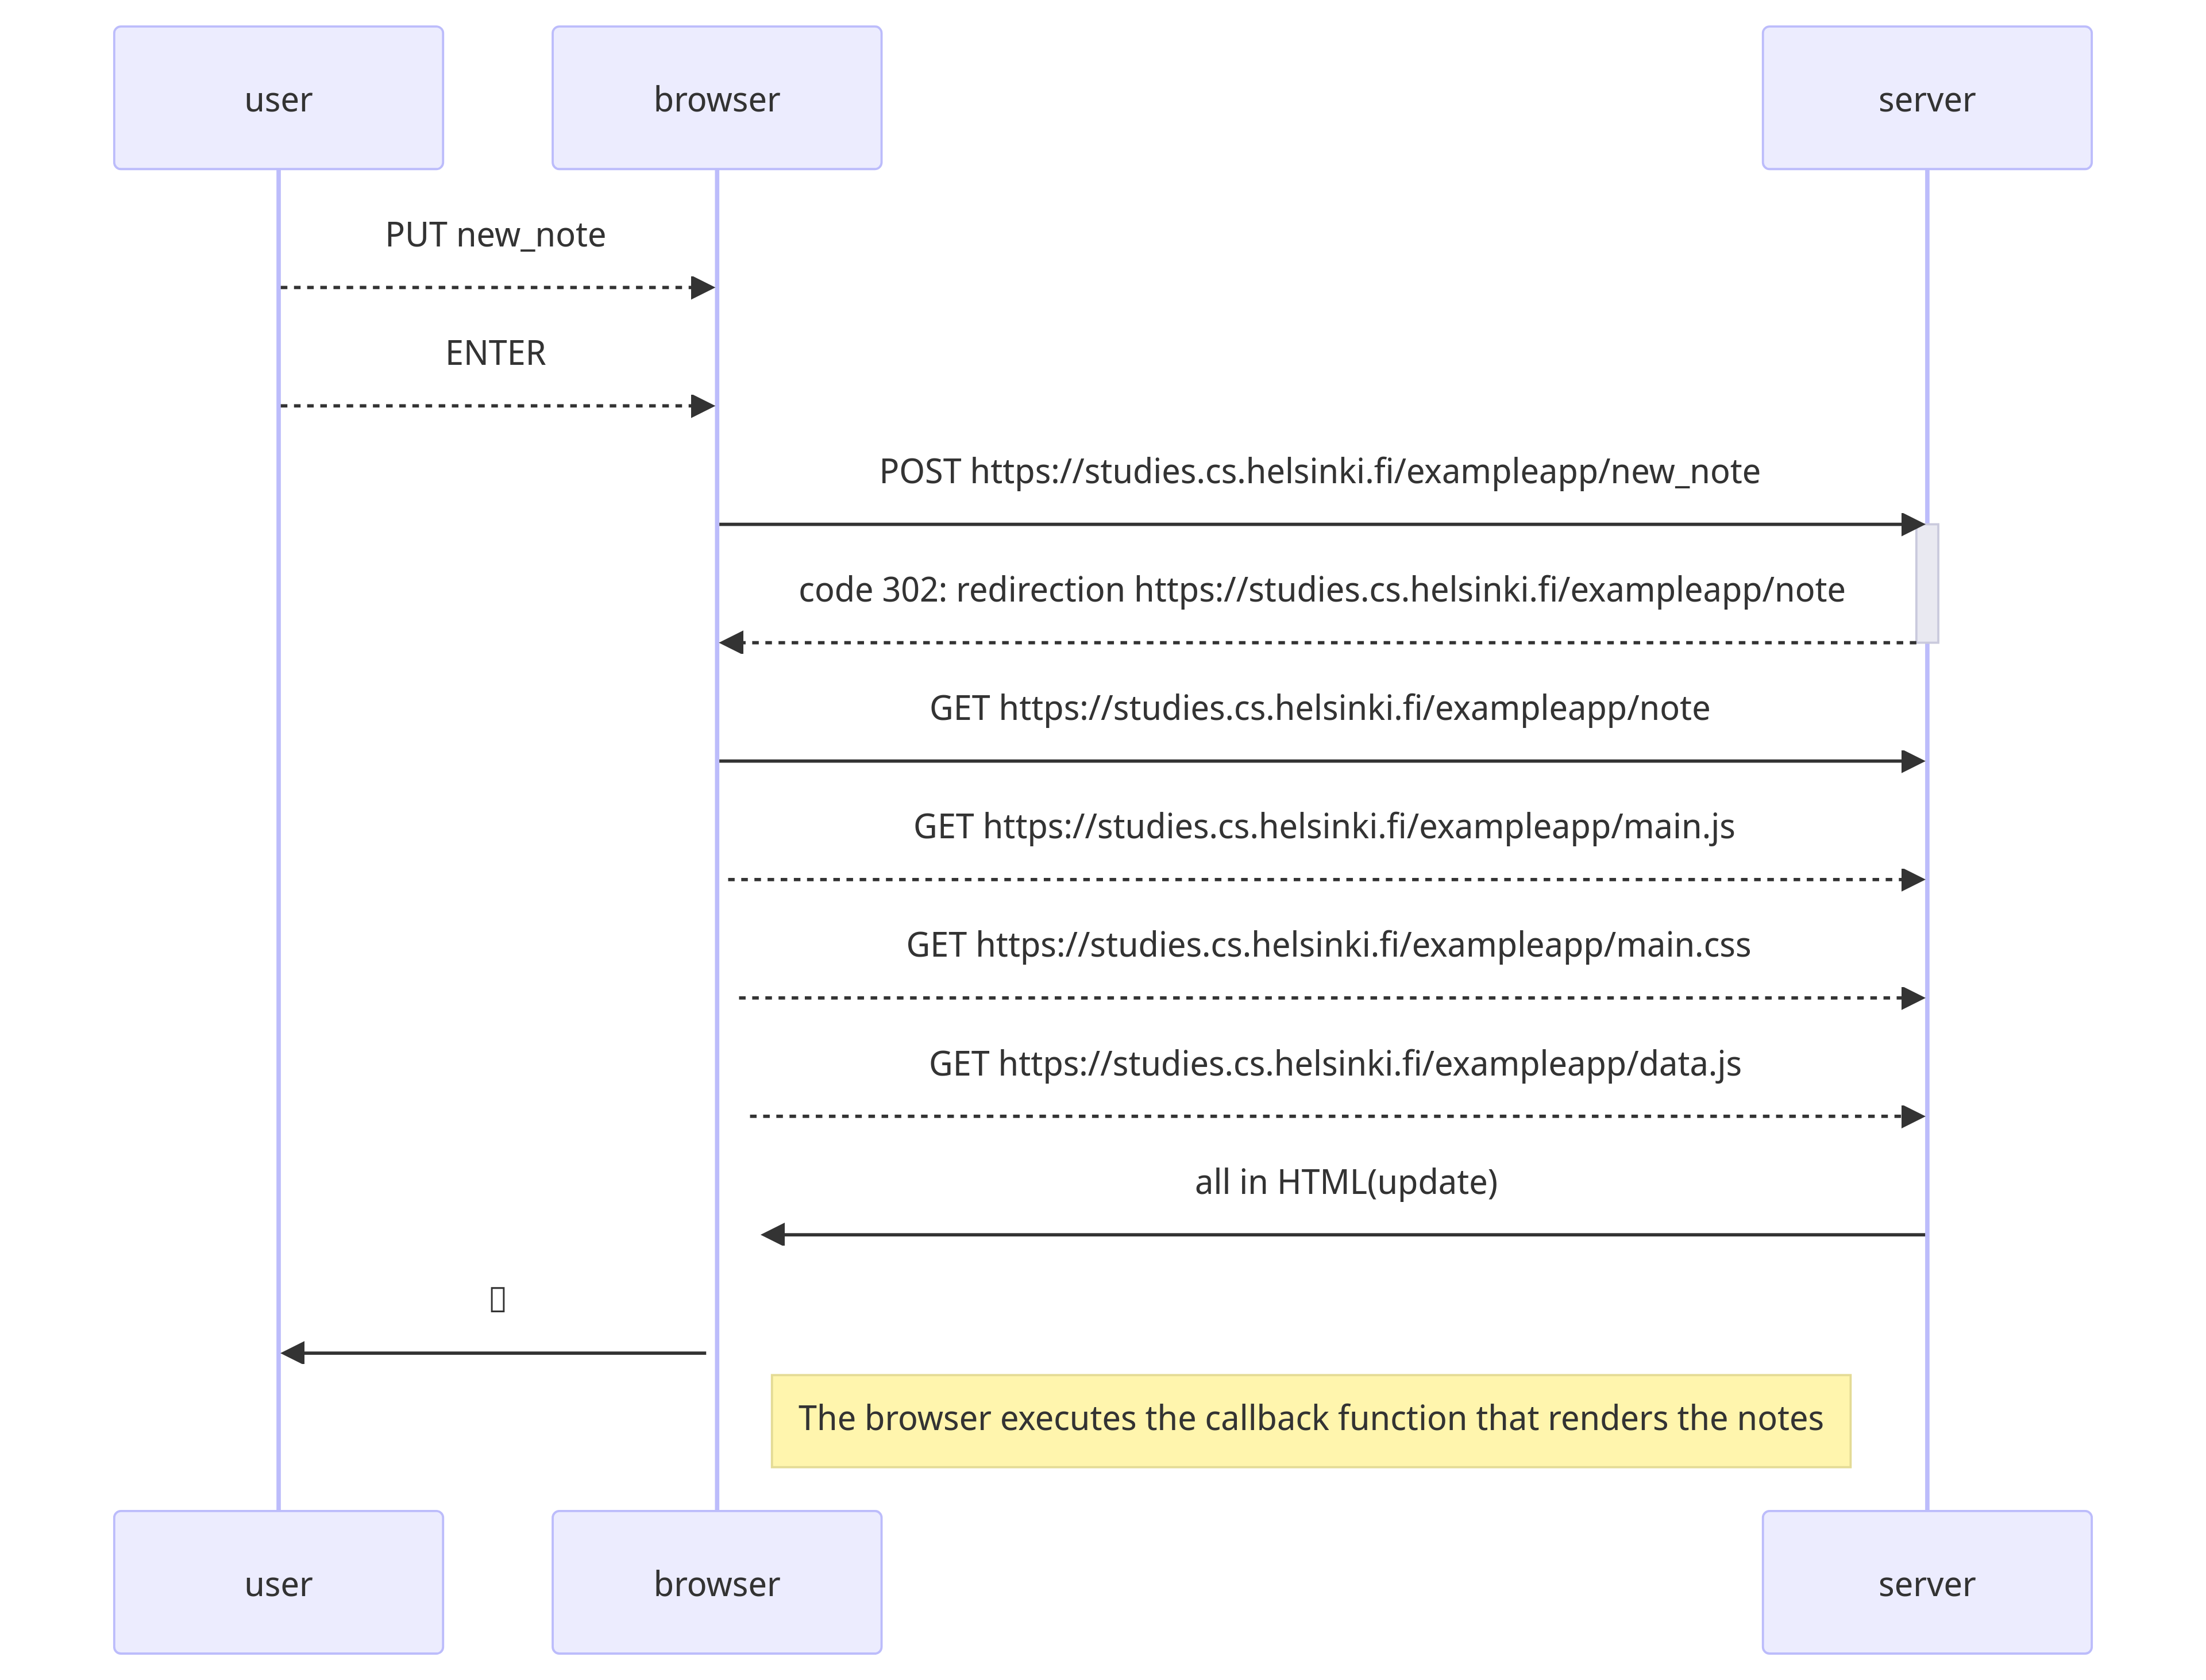 user
browser
server
PUT new_note
ENTER
POST https://studies.cs.helsinki.fi/exampleapp/new_note
code 302: redirection https://studies.cs.helsinki.fi/exampleapp/note
GET https://studies.cs.helsinki.fi/exampleapp/note
GET https://studies.cs.helsinki.fi/exampleapp/main.js
GET https://studies.cs.helsinki.fi/exampleapp/main.css
GET https://studies.cs.helsinki.fi/exampleapp/data.js
all in HTML(update)
The browser executes the callback function that renders the notes
user
browser
server